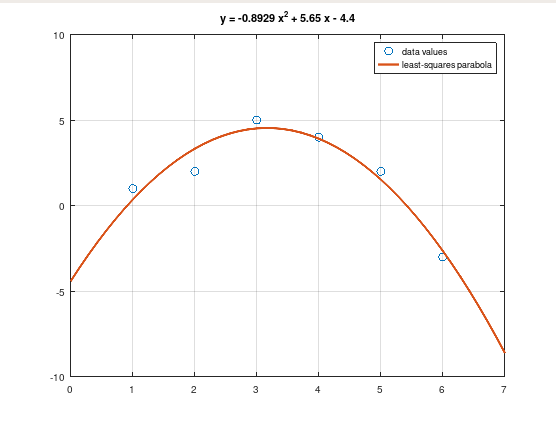 y = -0.8929 x² + 5.65 x - 4.4
data values
least-squares parabola
10
5
0
-5
-10
0 1 2 3 4 5 6 7